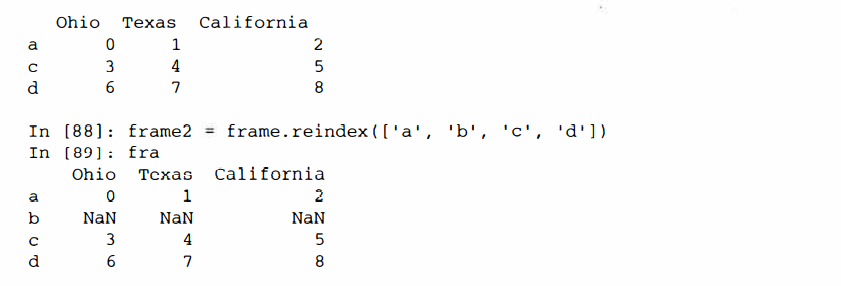 Ohio Texas California
a 0 1 2
c 3 4 5
d 6 7 8
In [88]: frame2 = frame.reindex(['a', 'b', 'c', 'd'])
In [89]: fra
Ohio Tcxas California
a 0 1 2
b NaN NaN NaN
c 3 4 5
d 6 7 8